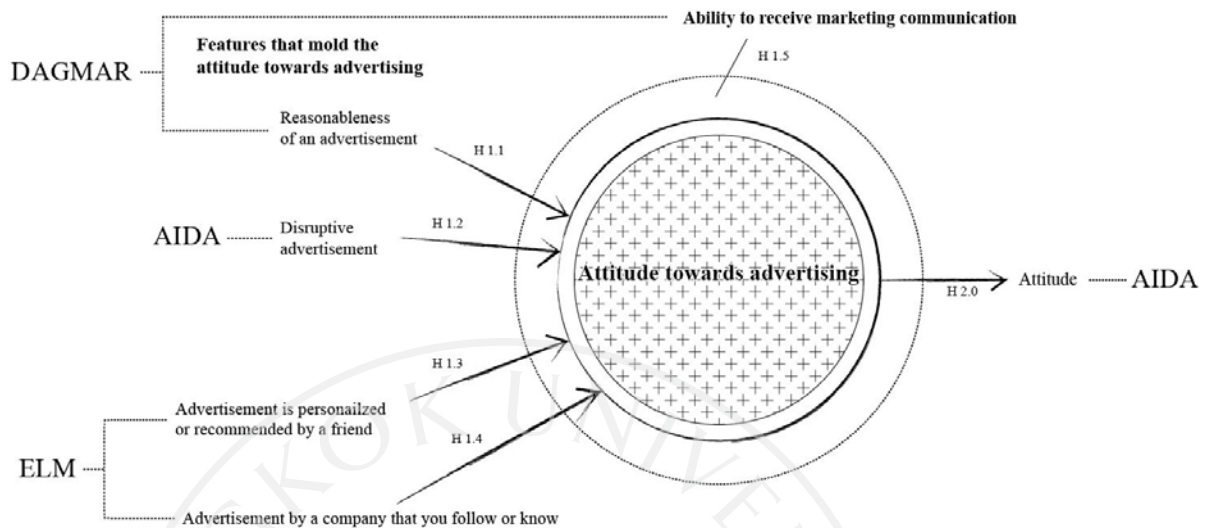 Ability to receive marketing communication
Features that mold the
attitude towards advertising
H 1.5
DAGMAR
Reasonableness
of an advertisement
H 1.1
AIDA
Disruptive
advertisement
H 1.2
Attitude towards advertising
H 2.0
Attitude
AIDA
H 1.3
Advertisement is personailzed
or recommended by a friend
H 1.4
ELM
Advertisement by a company that you follow or know